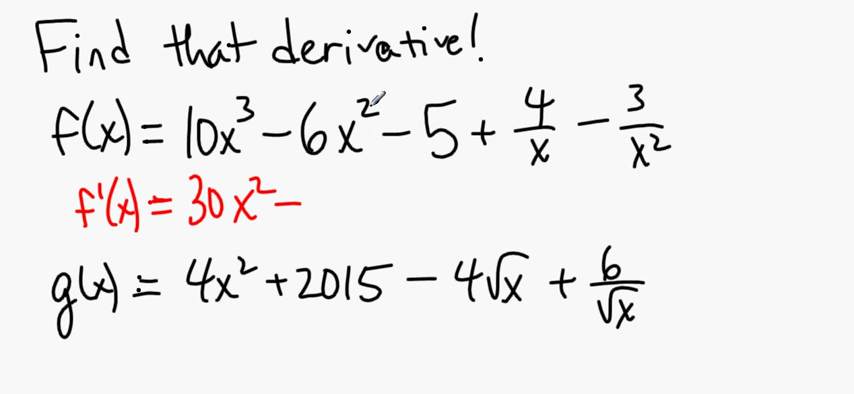 Find that derivative!
f(x) = 10x³ - 6x² - 5 + 4/x - 3/x²
f'(x) = 30x² -
g(x) = 4x² + 2015 - 4√x + 6/√x